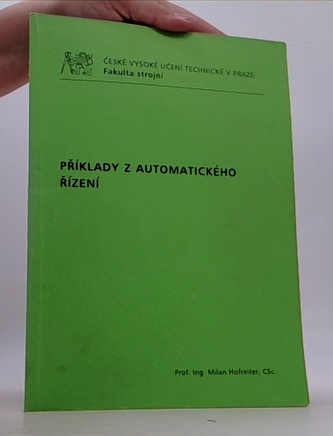 ČESKÉ VYSOKÉ UČENÍ TECHNICKÉ V PRAZE
Fakulta strojní
PŘÍKLADY Z AUTOMATICKÉHO
ŘÍZENÍ
Prof. Ing. Milan Hofreiter, CSc.